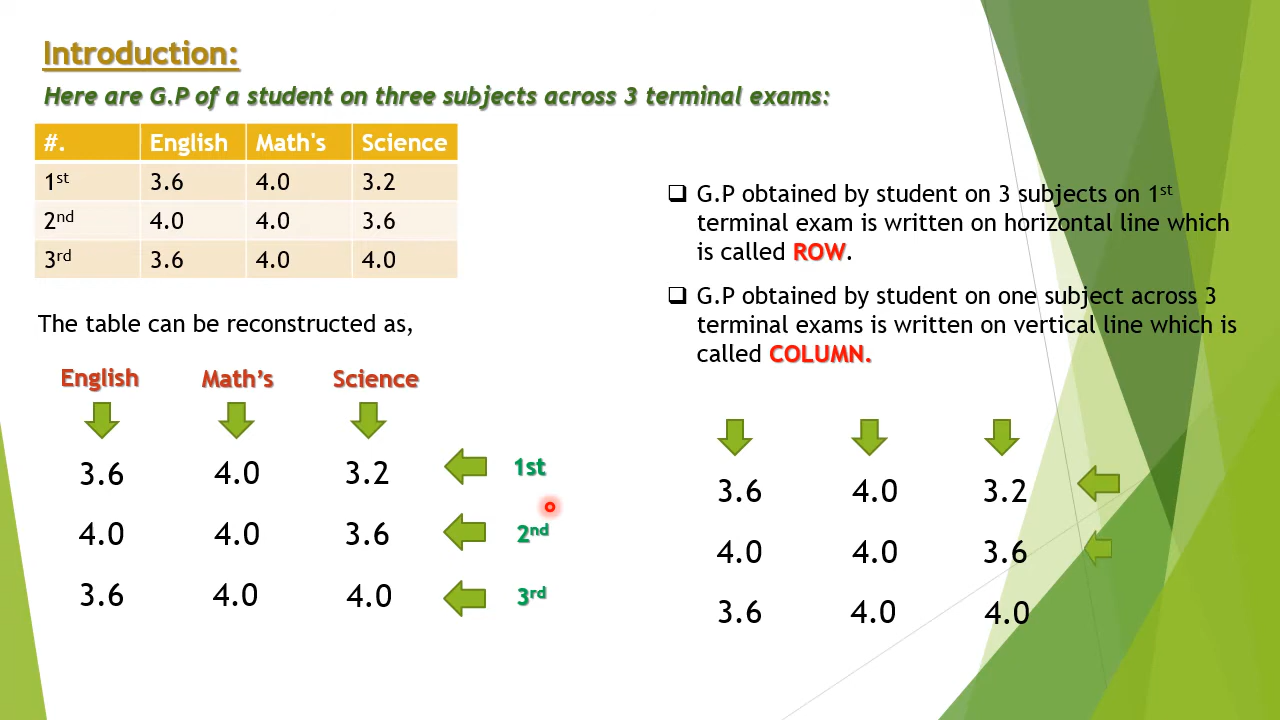 Introduction:
Here are G.P of a student on three subjects across 3 terminal exams:
#. English Math's Science
1st 3.6 4.0 3.2
2nd 4.0 4.0 3.6
3rd 3.6 4.0 4.0
The table can be reconstructed as,
English Math’s Science
3.6 4.0 3.2 1st
4.0 4.0 3.6 2nd
3.6 4.0 4.0 3rd
❑ G.P obtained by student on 3 subjects on 1st
terminal exam is written on horizontal line which
is called ROW.
❑ G.P obtained by student on one subject across 3
terminal exams is written on vertical line which is
called COLUMN.
3.6 4.0 3.2
4.0 4.0 3.6
3.6 4.0 4.0